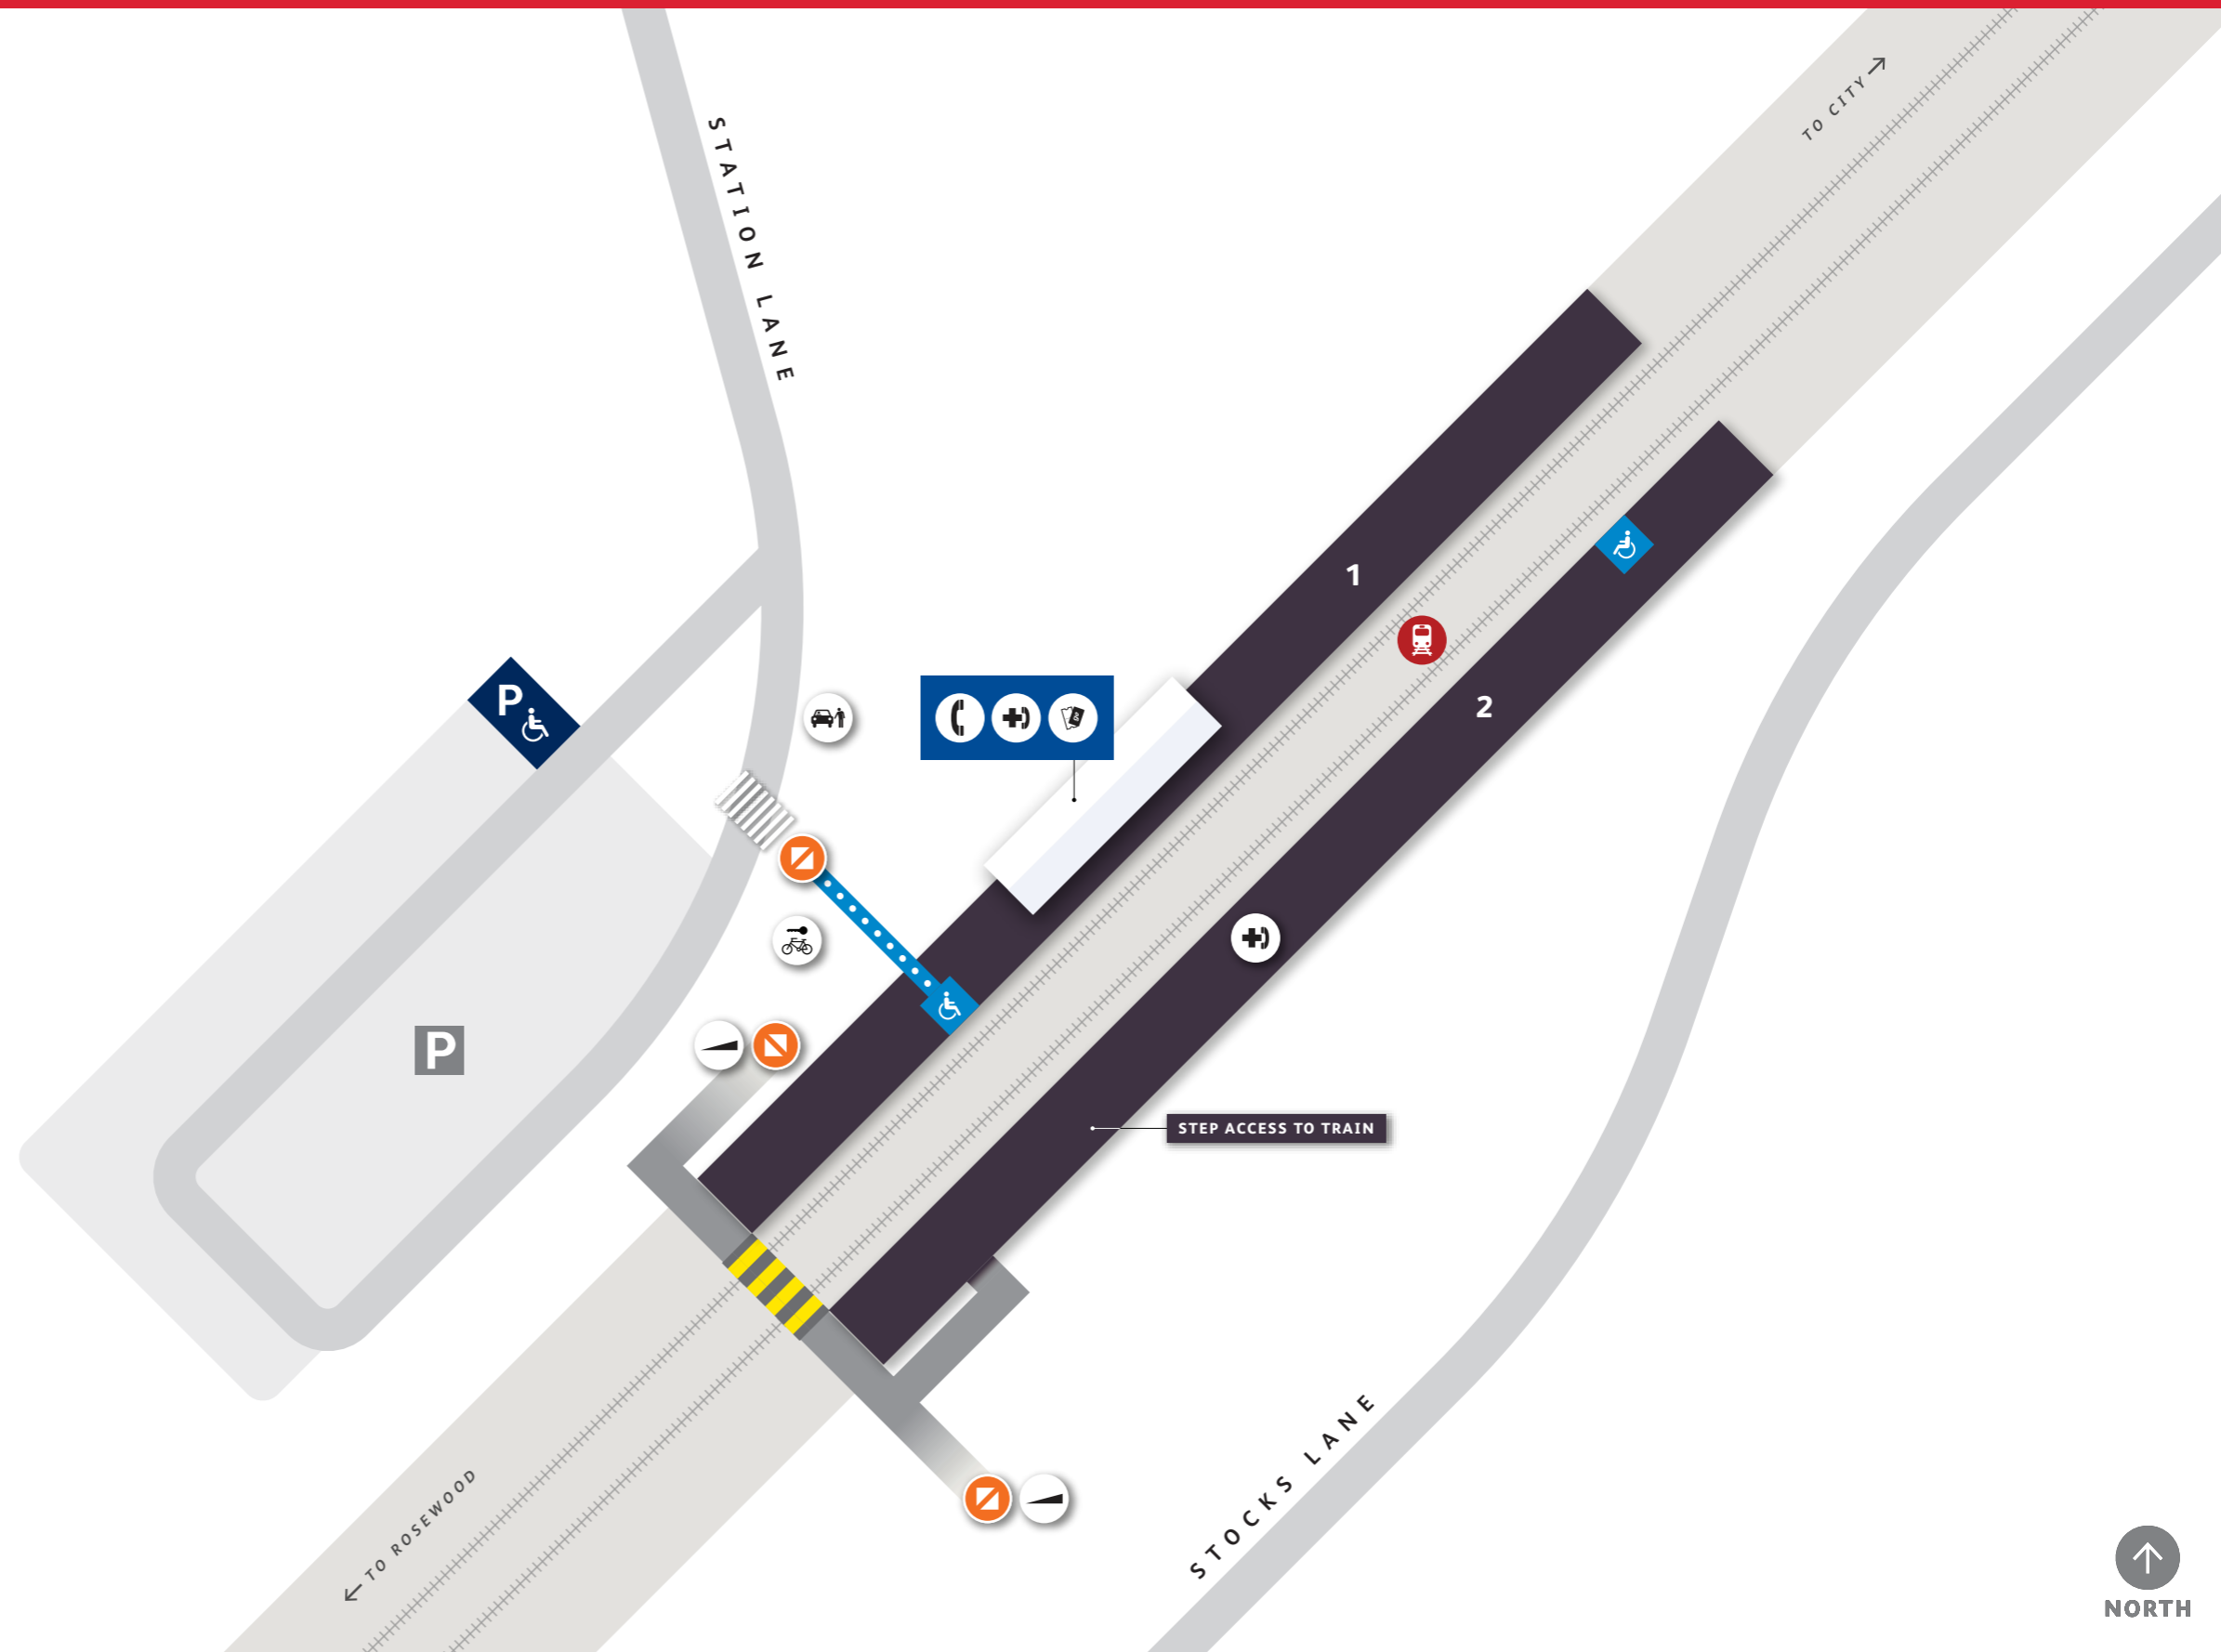 TO CITY
STATION LANE
1
P
2
P
STEP ACCESS TO TRAIN
STOCKS LANE
TO ROSEWOOD
NORTH